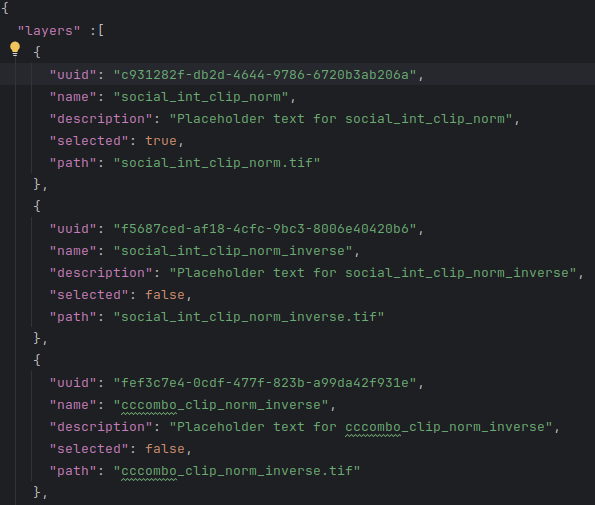 {
"layers" :[
{
"uuid": "c931282f-db2d-4644-9786-6720b3ab206a",
"name": "social_int_clip_norm",
"description": "Placeholder text for social_int_clip_norm",
"selected": true,
"path": "social_int_clip_norm.tif"
},
{
"uuid": "f5687ced-af18-4cfc-9bc3-8006e40420b6",
"name": "social_int_clip_norm_inverse",
"description": "Placeholder text for social_int_clip_norm_inverse",
"selected": false,
"path": "social_int_clip_norm_inverse.tif"
},
{
"uuid": "fef3c7e4-0cdf-477f-823b-a99da42f931e",
"name": "cccombo_clip_norm_inverse",
"description": "Placeholder text for cccombo_clip_norm_inverse",
"selected": false,
"path": "cccombo_clip_norm_inverse.tif"
},